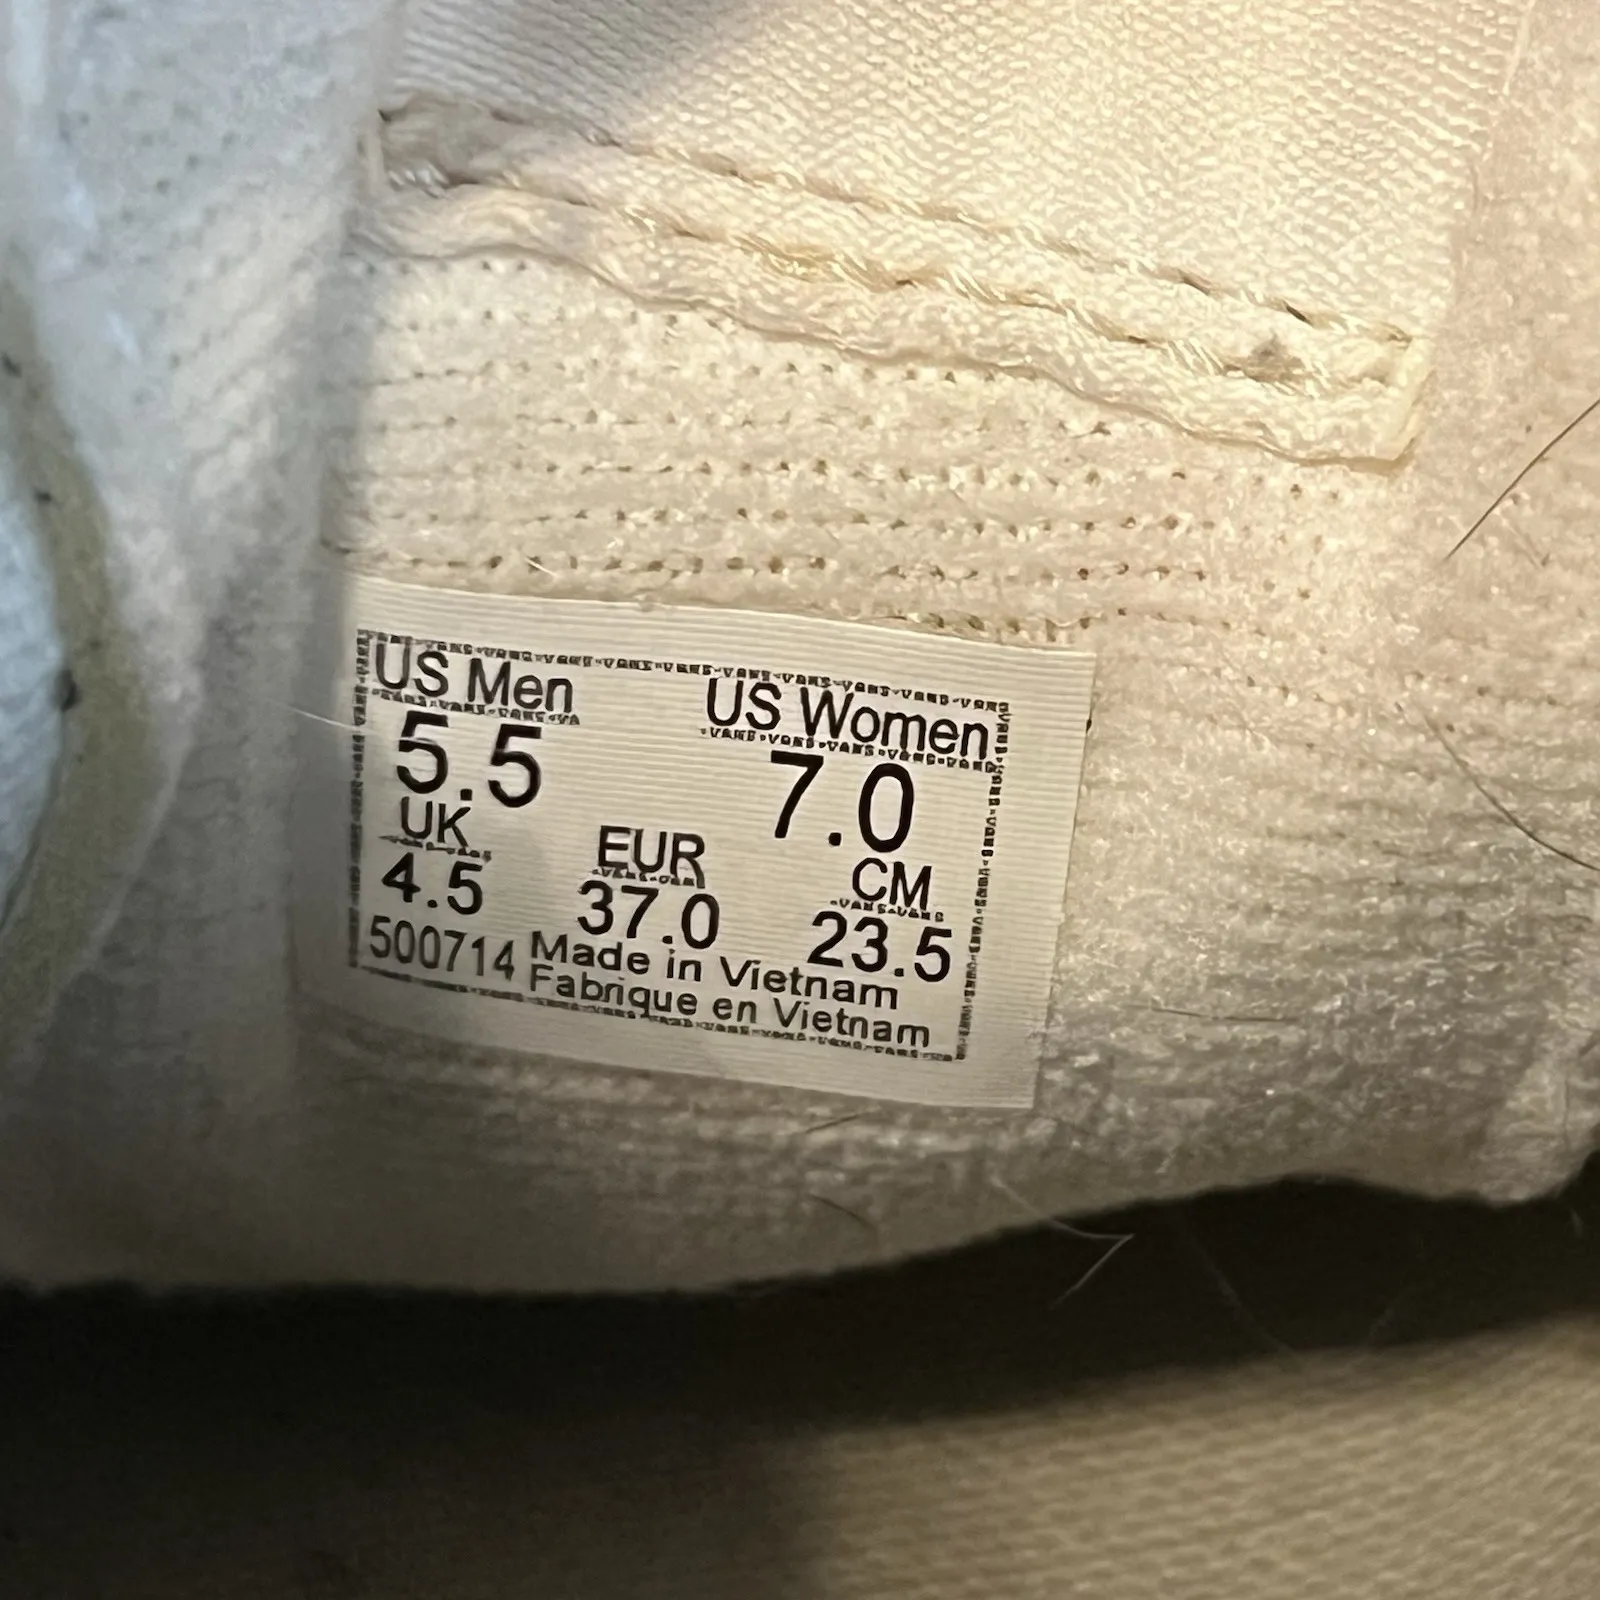 US Men US Women
5.5 7.0
UK EUR CM
4.5 37.0 23.5
500714 Made in Vietnam
Fabrique en Vietnam